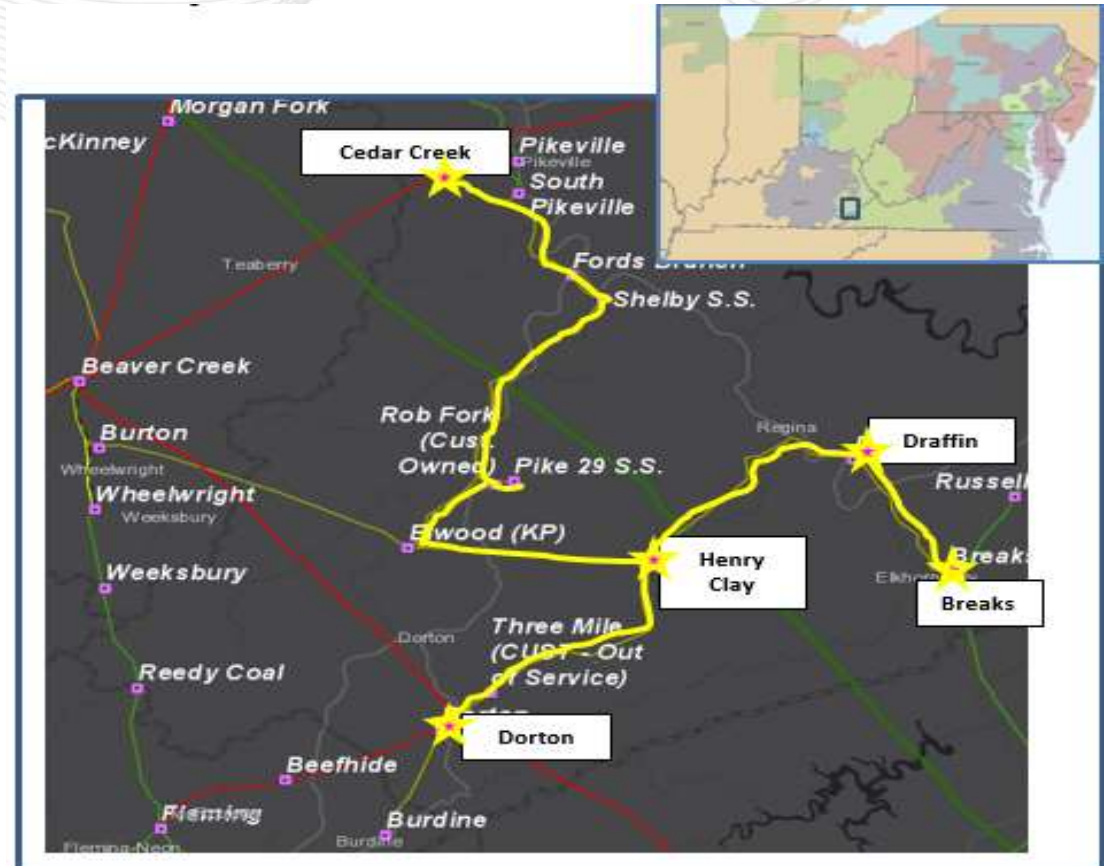 Morgan Fork
cKinney
Cedar Creek
Pikeville
Pikeville
South
Pikeville
Teaberry
Fords Branch
Shelby S.S.
Beaver Creek
Rob Fork
(Cust.
Owned)
Pike 29 S.S.
Burton
Wheelwright
Wheelwright
Weeksbury
Regina
Draffin
Russell
Elwood (KP)
Henry
Clay
Breaks
Breaks
Weeksbury
Three Mile
(CUST - Out
of Service)
Dorton
Reedy Coal
Dorton
Beefhide
Fleming
Burdine
Burdine
Fleming-Neon